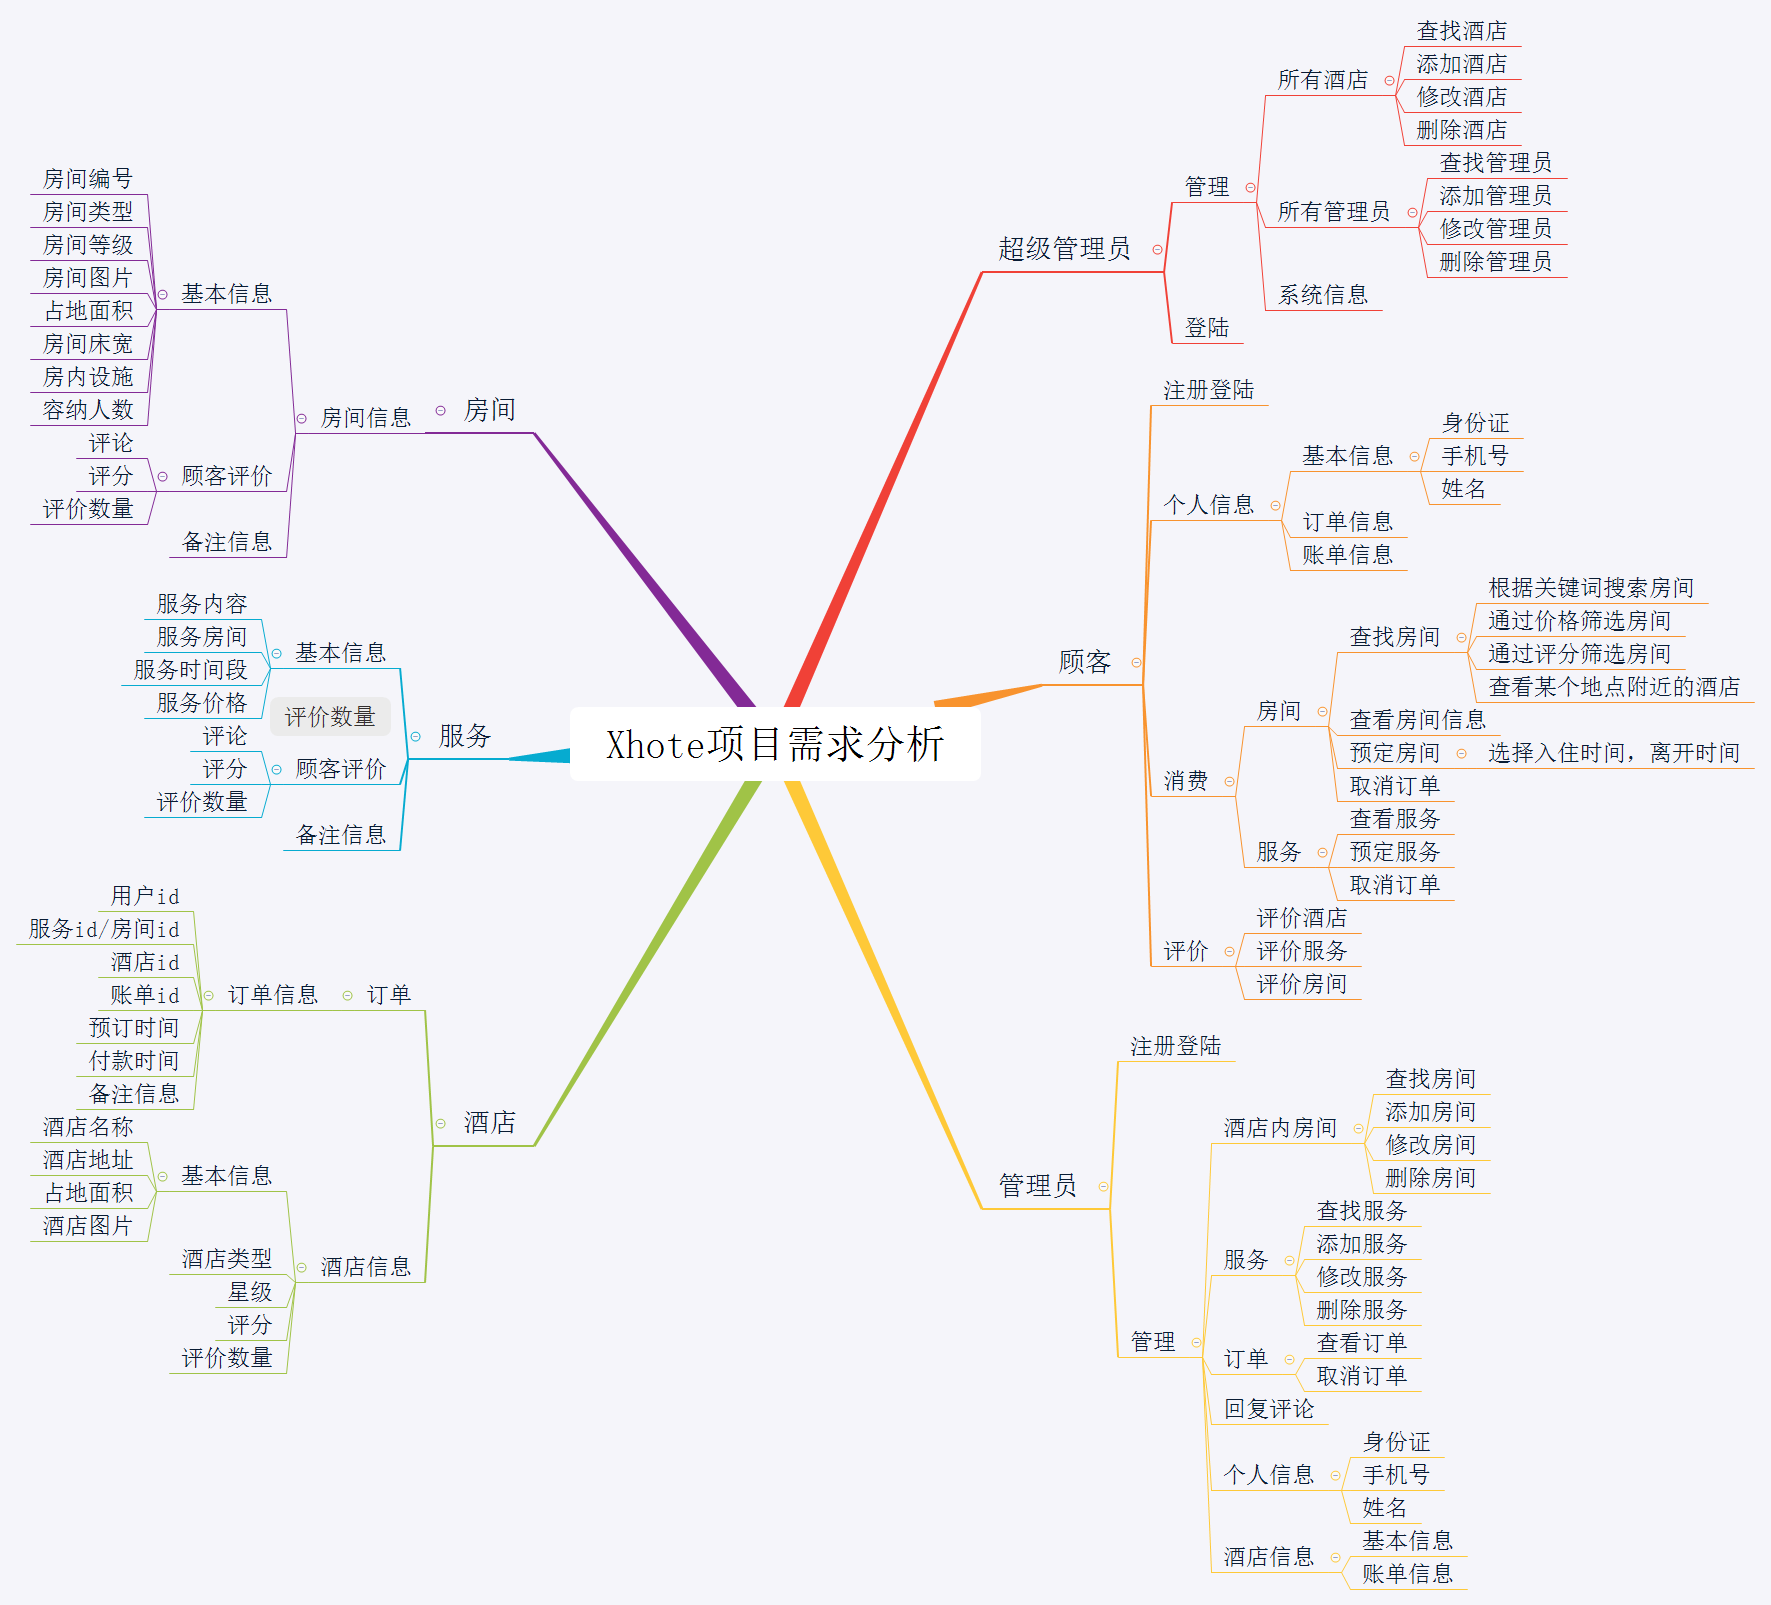 Xhote项目需求分析
超级管理员
管理
所有酒店
查找酒店
添加酒店
修改酒店
删除酒店
所有管理员
查找管理员
添加管理员
修改管理员
删除管理员
系统信息
登陆
顾客
注册登陆
个人信息
基本信息
身份证
手机号
姓名
订单信息
账单信息
消费
房间
查找房间
根据关键词搜索房间
通过价格筛选房间
通过评分筛选房间
查看某个地点附近的酒店
查看房间信息
预定房间
选择入住时间，离开时间
取消订单
服务
查看服务
预定服务
取消订单
评价
评价酒店
评价服务
评价房间
管理员
注册登陆
管理
酒店内房间
查找房间
添加房间
修改房间
删除房间
服务
查找服务
添加服务
修改服务
删除服务
订单
查看订单
取消订单
回复评论
个人信息
身份证
手机号
姓名
酒店信息
基本信息
账单信息
房间
房间信息
基本信息
房间编号
房间类型
房间等级
房间图片
占地面积
房间床宽
房内设施
容纳人数
顾客评价
评论
评分
评价数量
备注信息
服务
基本信息
服务内容
服务房间
服务时间段
服务价格
评价数量
顾客评价
评论
评分
评价数量
备注信息
酒店
订单
订单信息
用户id
服务id/房间id
酒店id
账单id
预订时间
付款时间
备注信息
酒店信息
基本信息
酒店名称
酒店地址
占地面积
酒店图片
酒店类型
星级
评分
评价数量